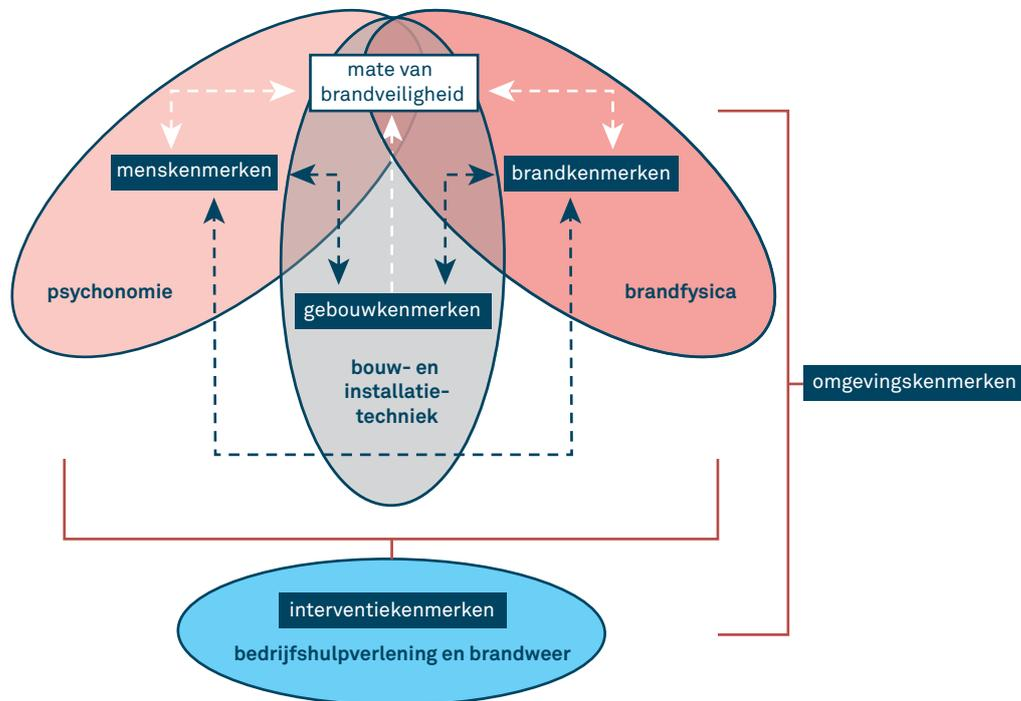 mate van
brandveiligheid
menskenmerken
brandkenmerken
psychonomie
brandfysica
gebouwkenmerken
bouw- en
installatie-
techniek
omgevingskenmerken
interventiekenmerken
bedrijfshulpverlening en brandweer